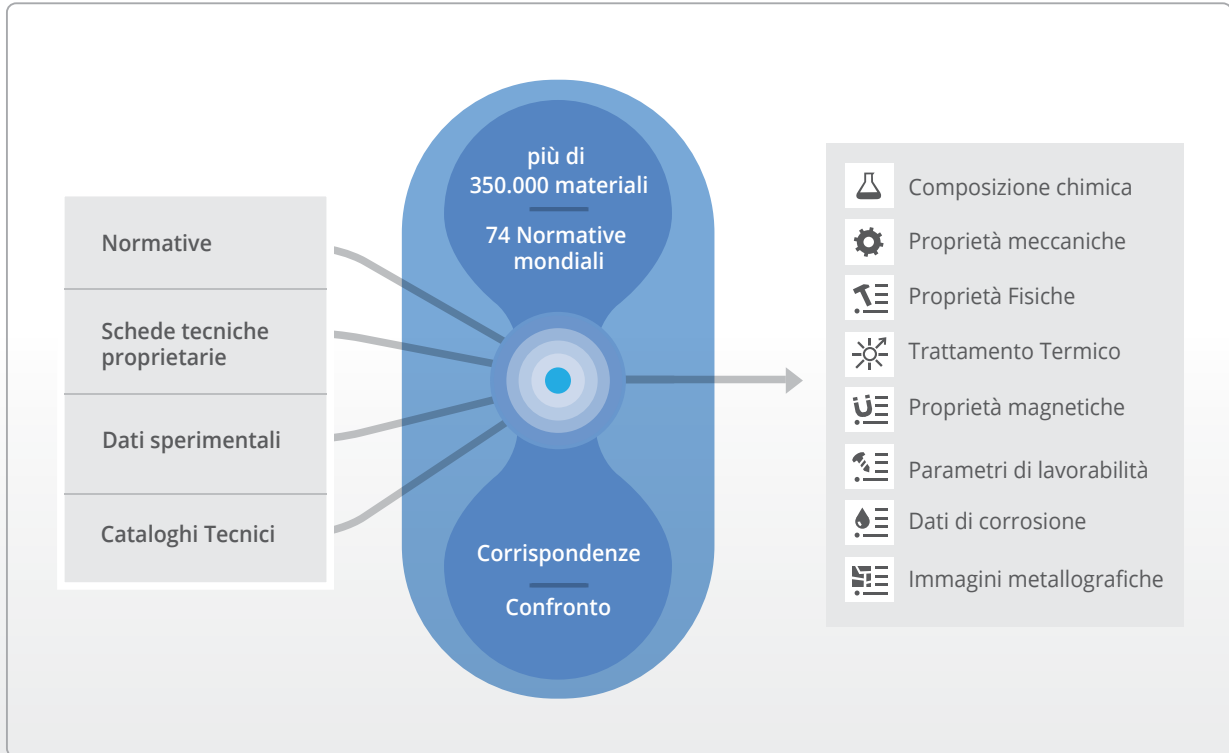 Normative
Schede tecniche
proprietarie
Dati sperimentali
Cataloghi Tecnici
più di
350.000 materiali
74 Normative
mondiali
Corrispondenze
Confronto
Composizione chimica
Proprietà meccaniche
Proprietà Fisiche
Trattamento Termico
Proprietà magnetiche
Parametri di lavorabilità
Dati di corrosione
Immagini metallografiche